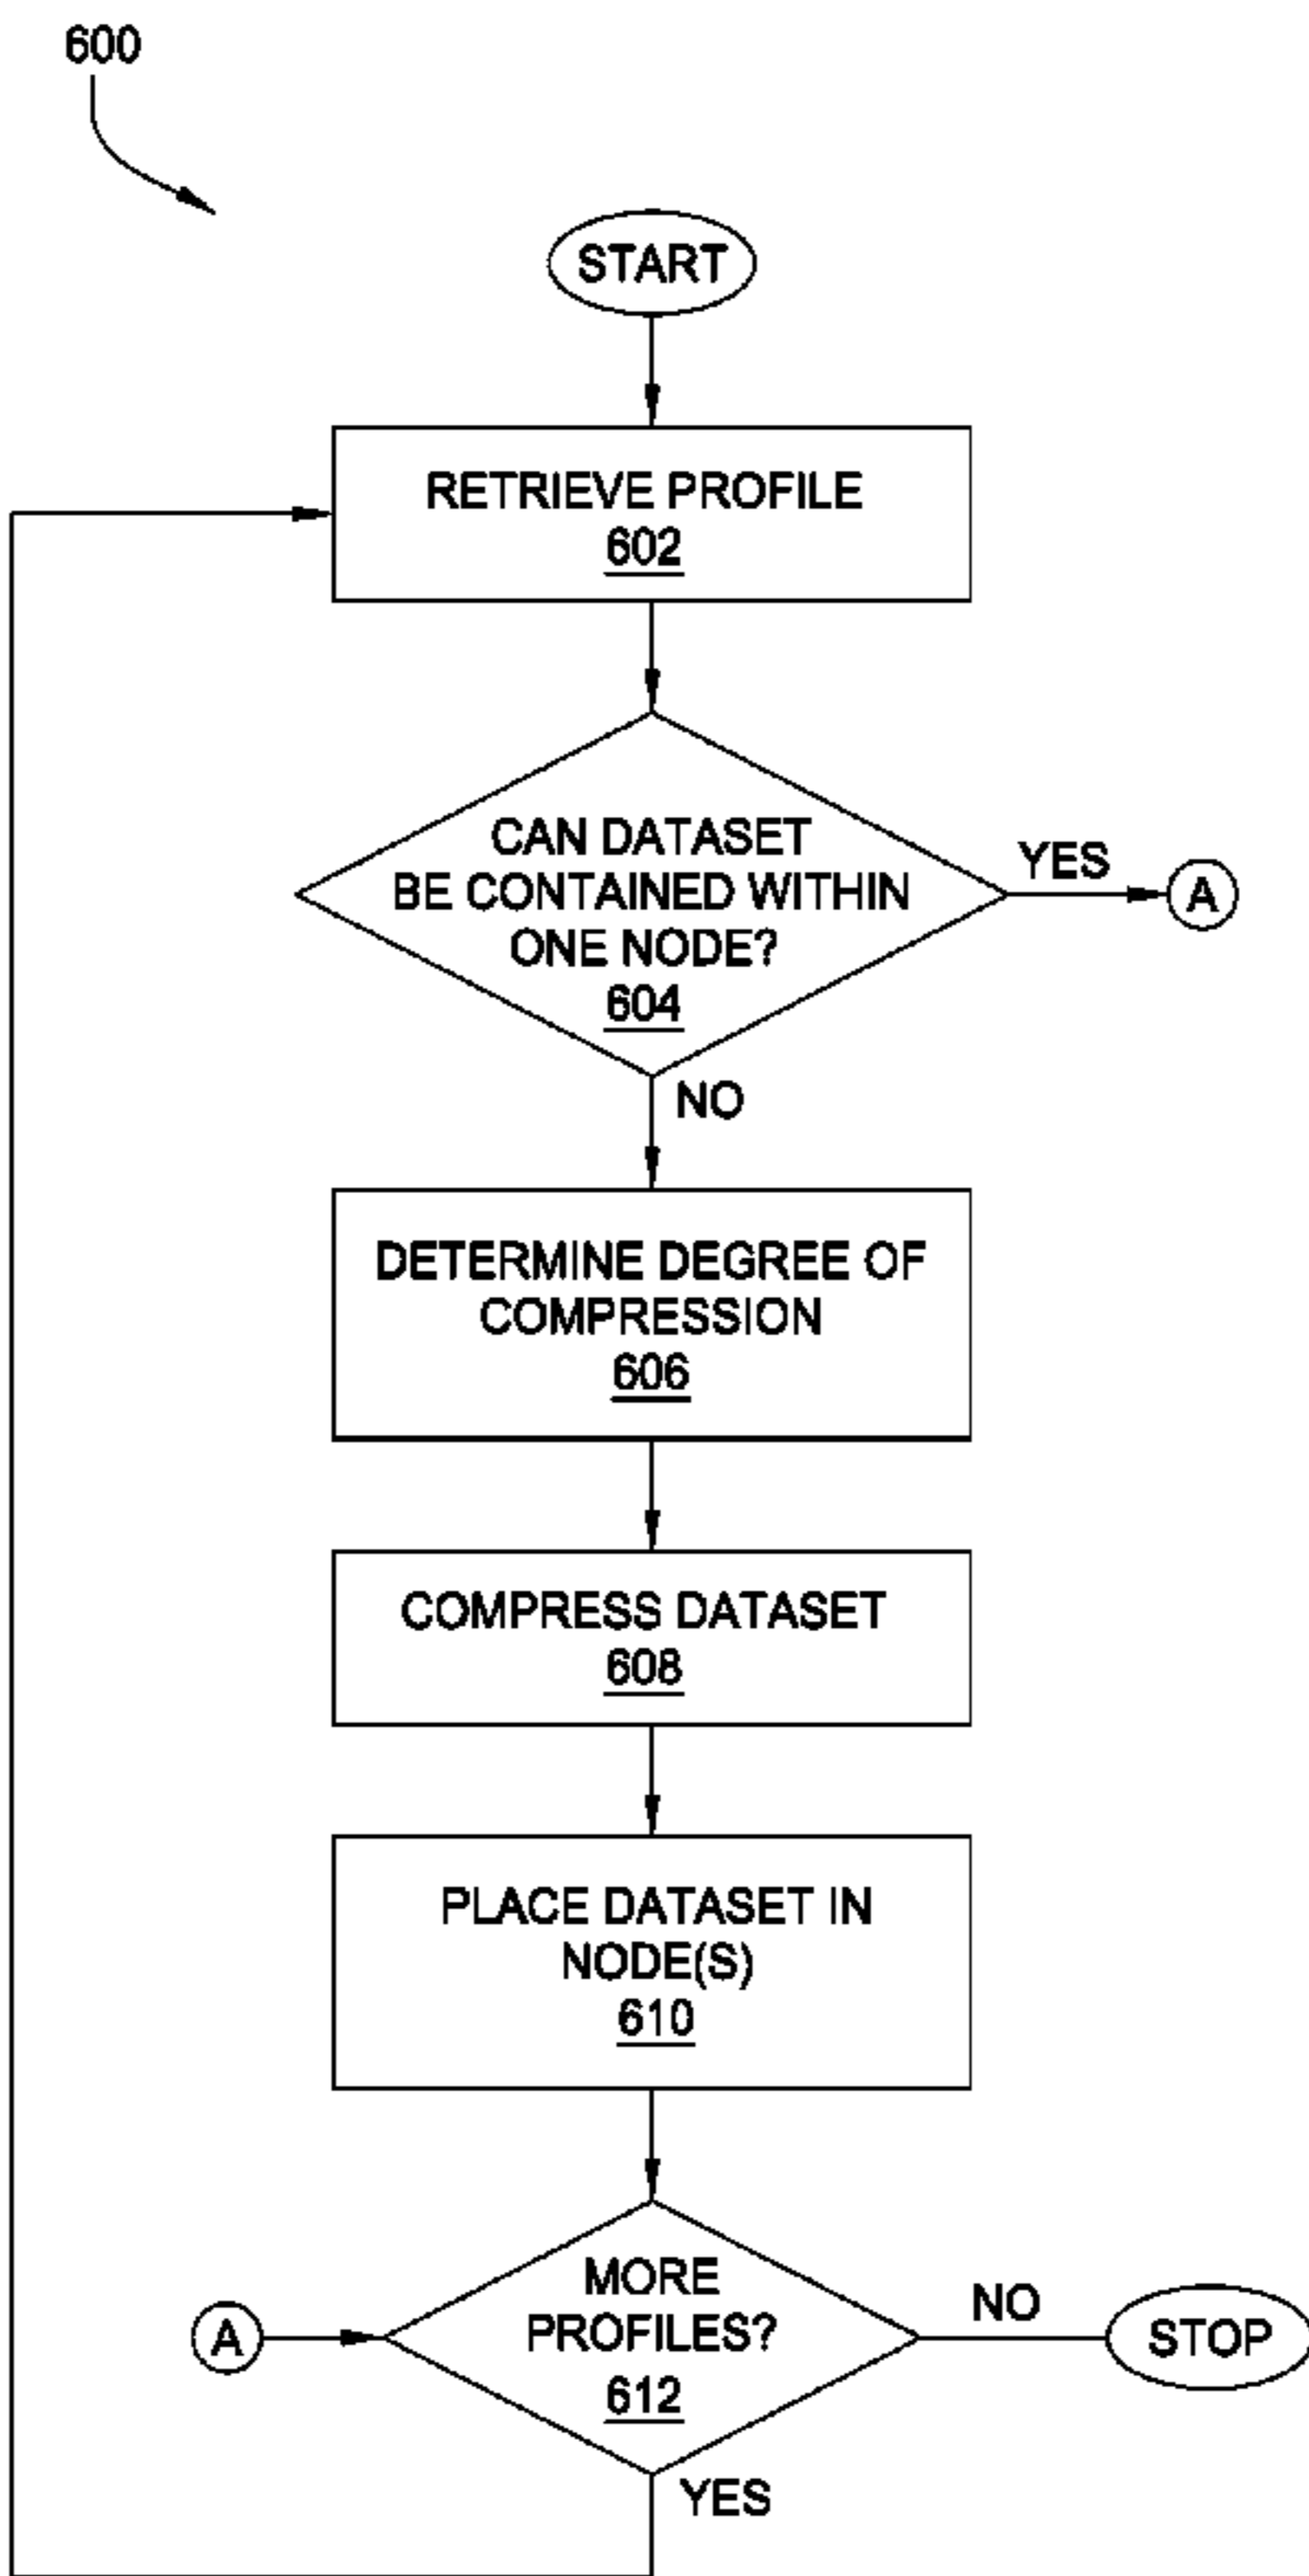 600
START
RETRIEVE PROFILE
602
CAN DATASET
BE CONTAINED WITHIN
ONE NODE?
604
YES
A
NO
DETERMINE DEGREE OF
COMPRESSION
606
COMPRESS DATASET
608
PLACE DATASET IN
NODE(S)
610
A
MORE
PROFILES?
612
NO
STOP
YES